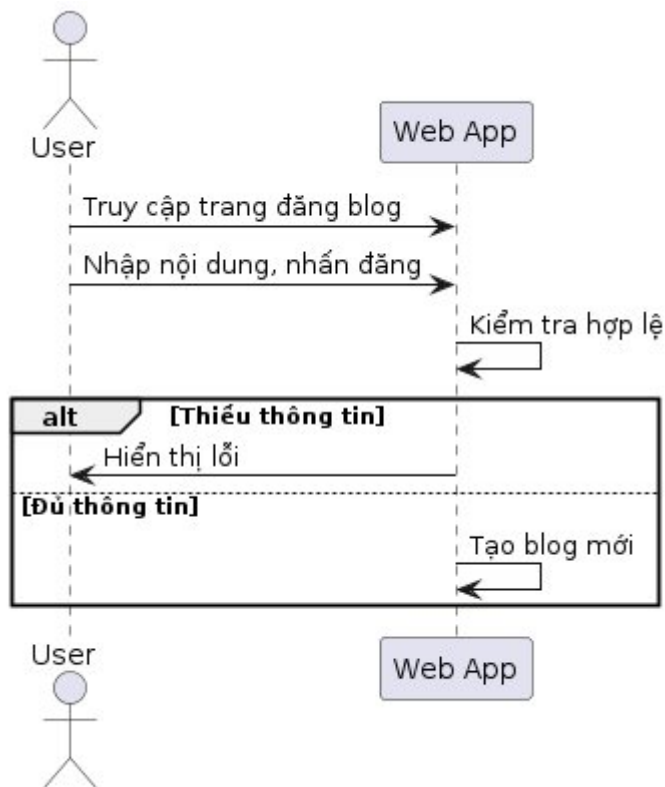 User
Web App
Truy cập trang đăng blog
Nhập nội dung, nhấn đăng
Kiểm tra hợp lệ
alt [Thiếu thông tin]
Hiển thị lỗi
[Đủ thông tin]
Tạo blog mới
User
Web App